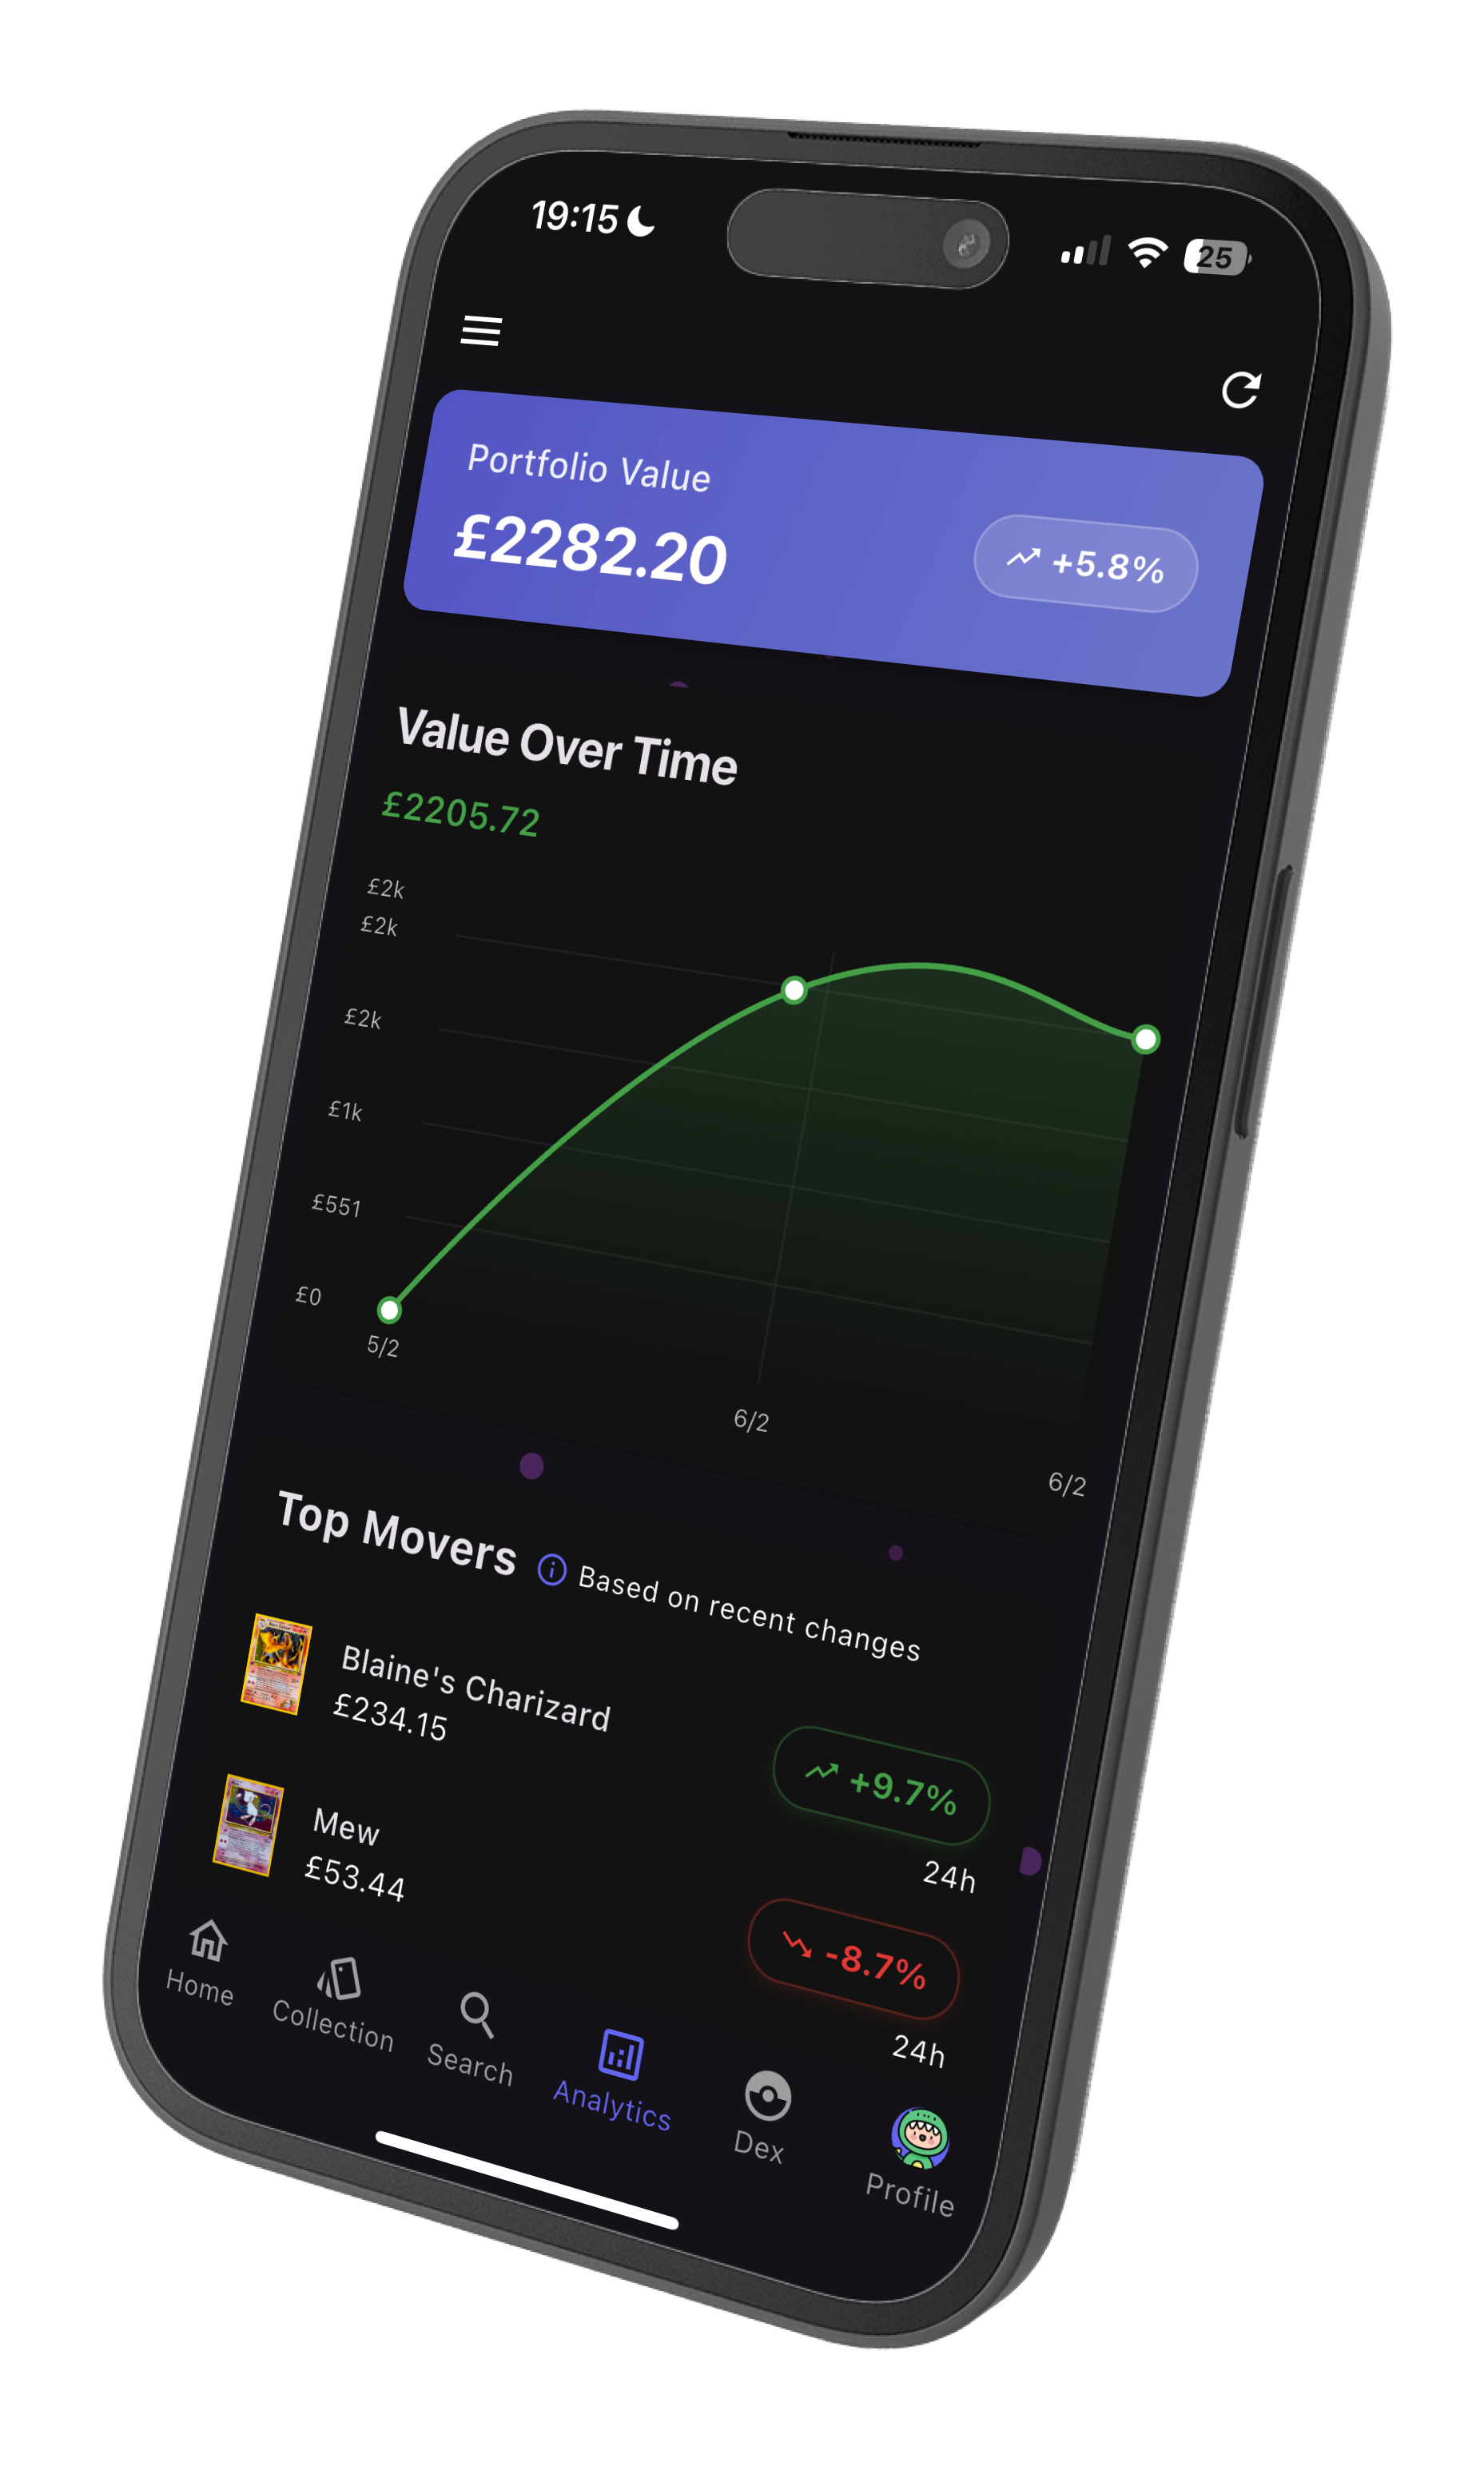 19:15
25
Portfolio Value
£2282.20
+5.8%
Value Over Time
£2205.72
£2k
£2k
£2k
£1k
£551
£0
5/2
6/2
6/2
Top Movers
Based on recent changes
Blaine's Charizard
£234.15
+9.7%
24h
Mew
£53.44
-8.7%
24h
Home
Collection
Search
Analytics
Dex
Profile